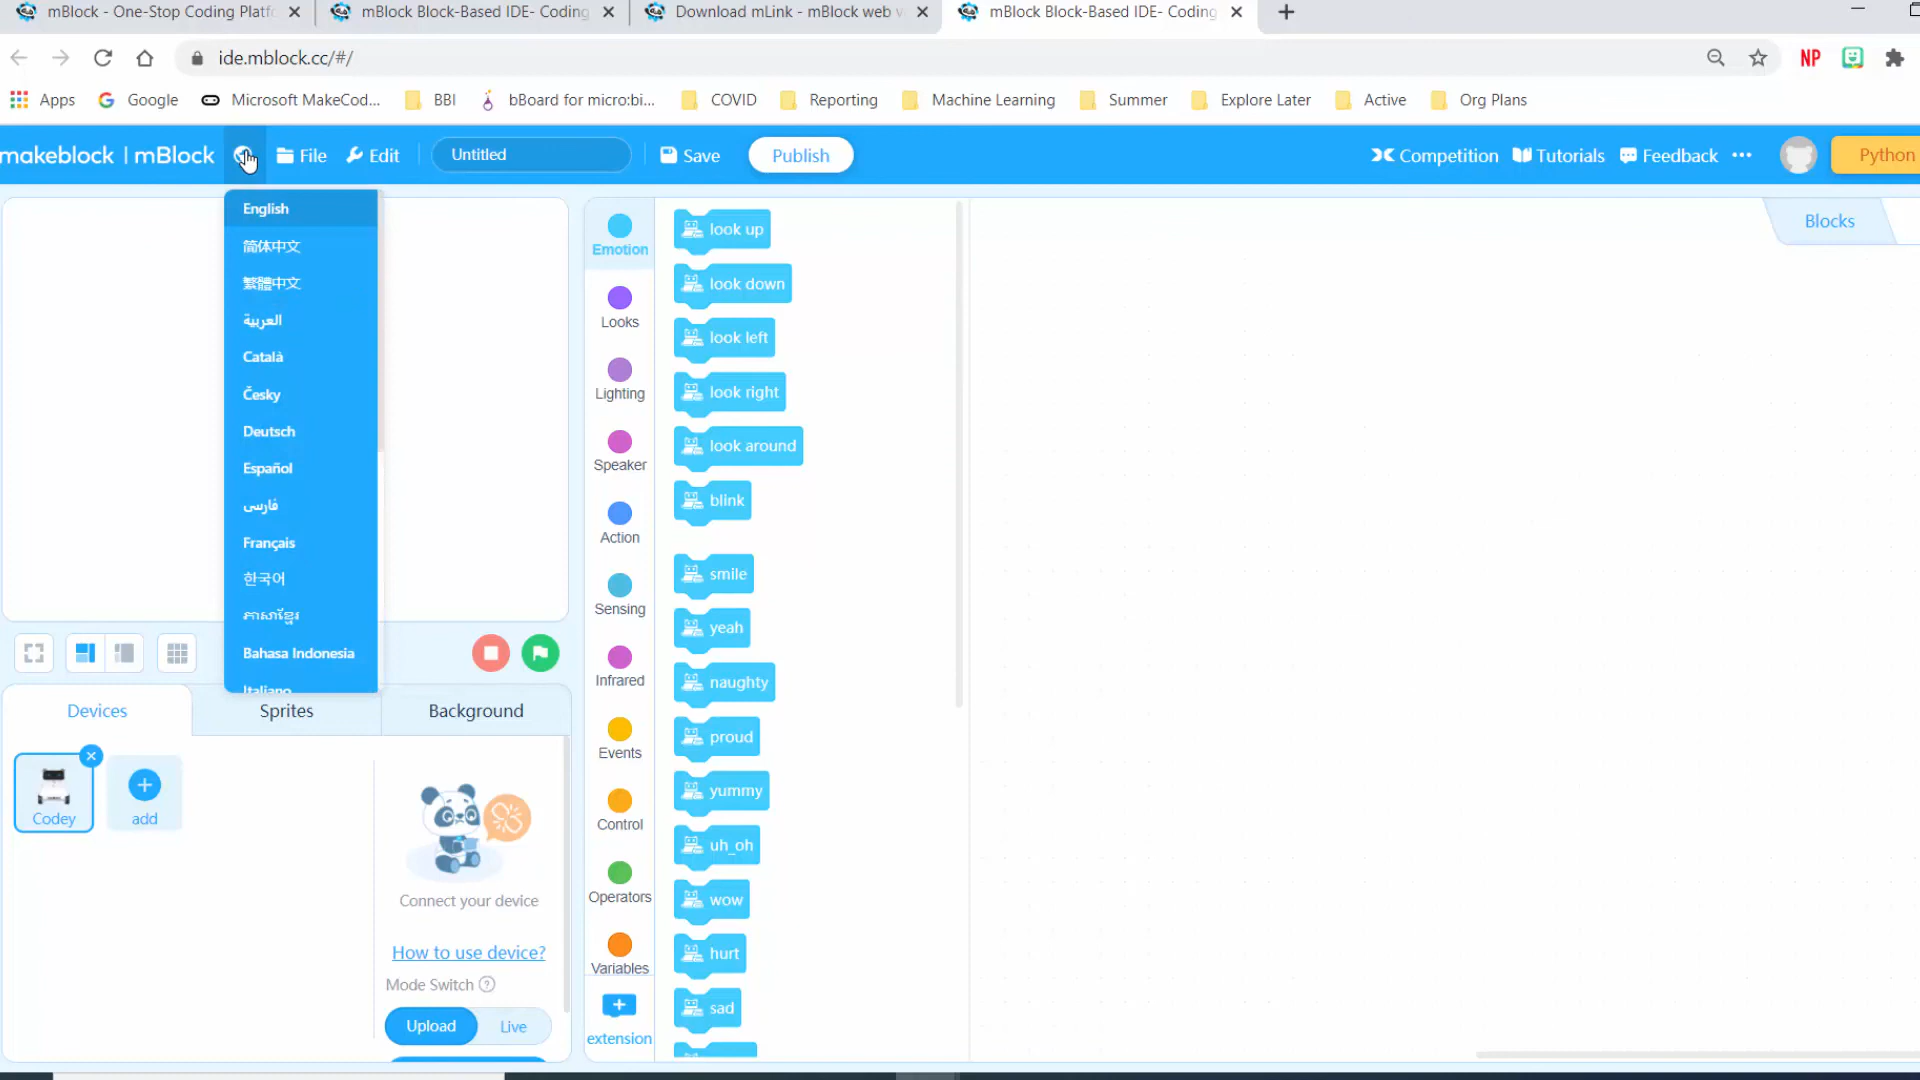 mBlock - One-Stop Coding Platfo
mBlock Block-Based IDE- Coding
Download mLink - mBlock web v
mBlock Block-Based IDE- Coding
ide.mblock.cc/#/
NP
Apps
Google
Microsoft MakeCod...
BBI
bBoard for micro:bi...
COVID
Reporting
Machine Learning
Summer
Explore Later
Active
Org Plans
makeblock | mBlock
File
Edit
Untitled
Save
Publish
Competition
Tutorials
Feedback
Python
English
简体中文
繁體中文
العربية
Català
Česky
Deutsch
Español
فارسی
Français
한국어
ភាសាខ្មែរ
Bahasa Indonesia
Italiano
Emotion
Looks
Lighting
Speaker
Action
Sensing
Infrared
Events
Control
Operators
Variables
extension
look up
look down
look left
look right
look around
blink
smile
yeah
naughty
proud
yummy
uh_oh
wow
hurt
sad
Blocks
Devices
Sprites
Background
Codey
add
Connect your device
How to use device?
Mode Switch ?
Upload
Live